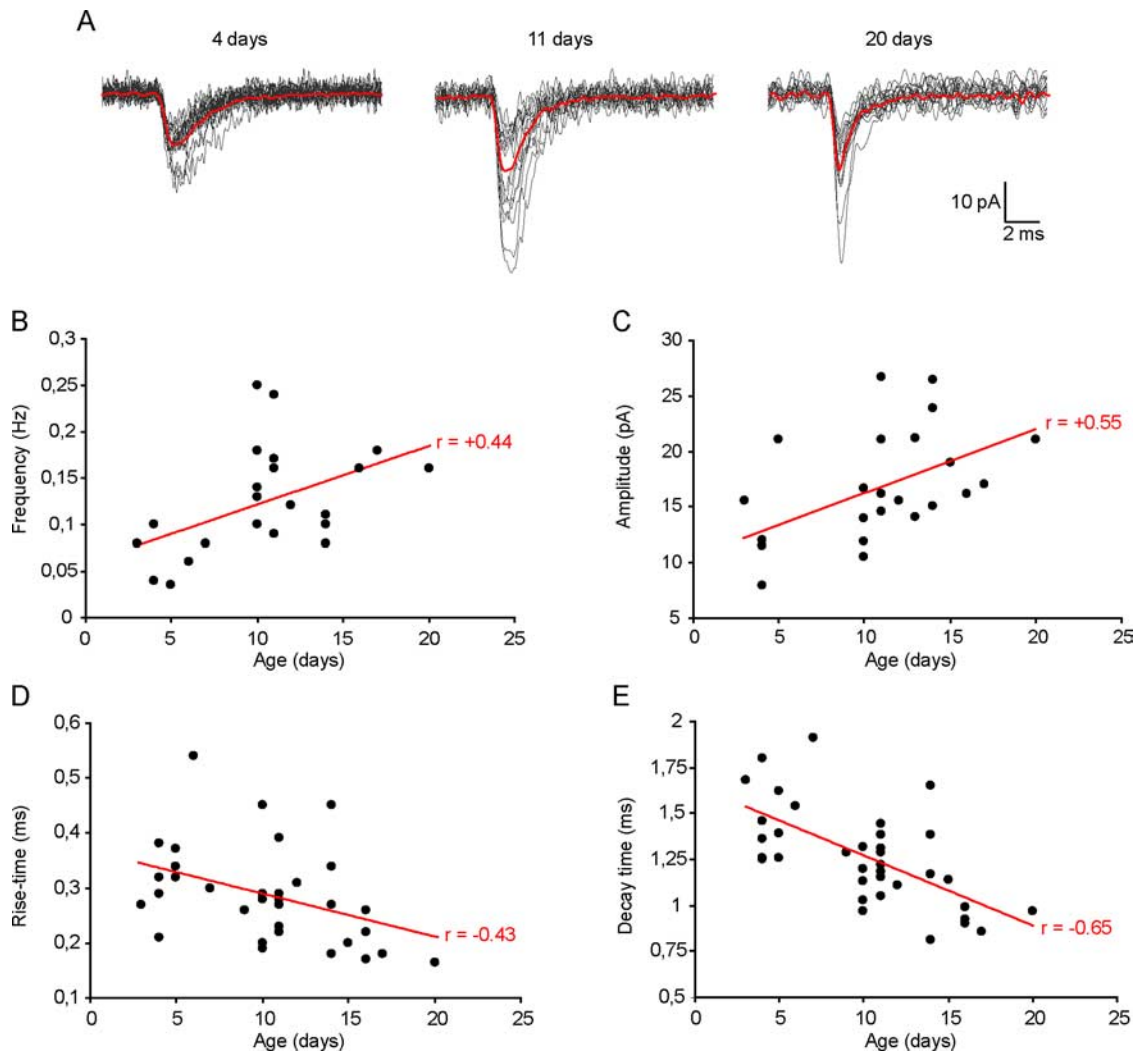 A
4 days 11 days 20 days
10 pA
2 ms
B
0,3
0,25
0,2
0,15
0,1
0,05
0
Frequency (Hz)
r = +0.44
0 5 10 15 20 25
Age (days)
C
30
25
20
15
10
5
Amplitude (pA)
r = +0.55
0 5 10 15 20 25
Age (days)
D
0,6
0,5
0,4
0,3
0,2
0,1
Rise-time (ms)
r = -0.43
0 5 10 15 20 25
Age (days)
E
2
1,75
1,5
1,25
1
0,75
0,5
Decay time (ms)
r = -0.65
0 5 10 15 20 25
Age (days)